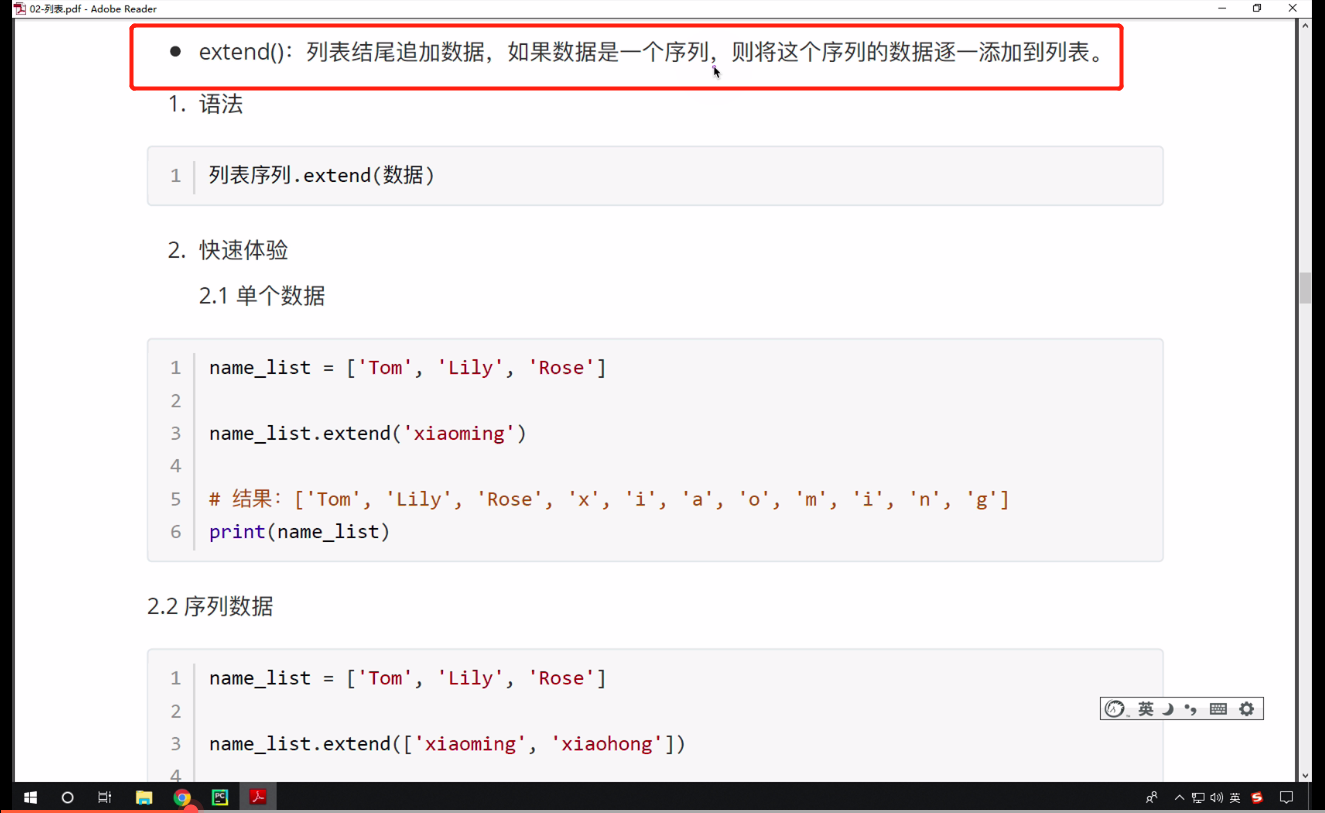 02-列表.pdf - Adobe Reader
● extend()：列表结尾追加数据，如果数据是一个序列，则将这个序列的数据逐一添加到列表。
1. 语法
1 列表序列.extend(数据)
2. 快速体验
2.1 单个数据
1 name_list = ['Tom', 'Lily', 'Rose']
2
3 name_list.extend('xiaoming')
4
5 # 结果：['Tom', 'Lily', 'Rose', 'x', 'i', 'a', 'o', 'm', 'i', 'n', 'g']
6 print(name_list)
2.2 序列数据
1 name_list = ['Tom', 'Lily', 'Rose']
2
英
3 name_list.extend(['xiaoming', 'xiaohong'])
4
PC
英